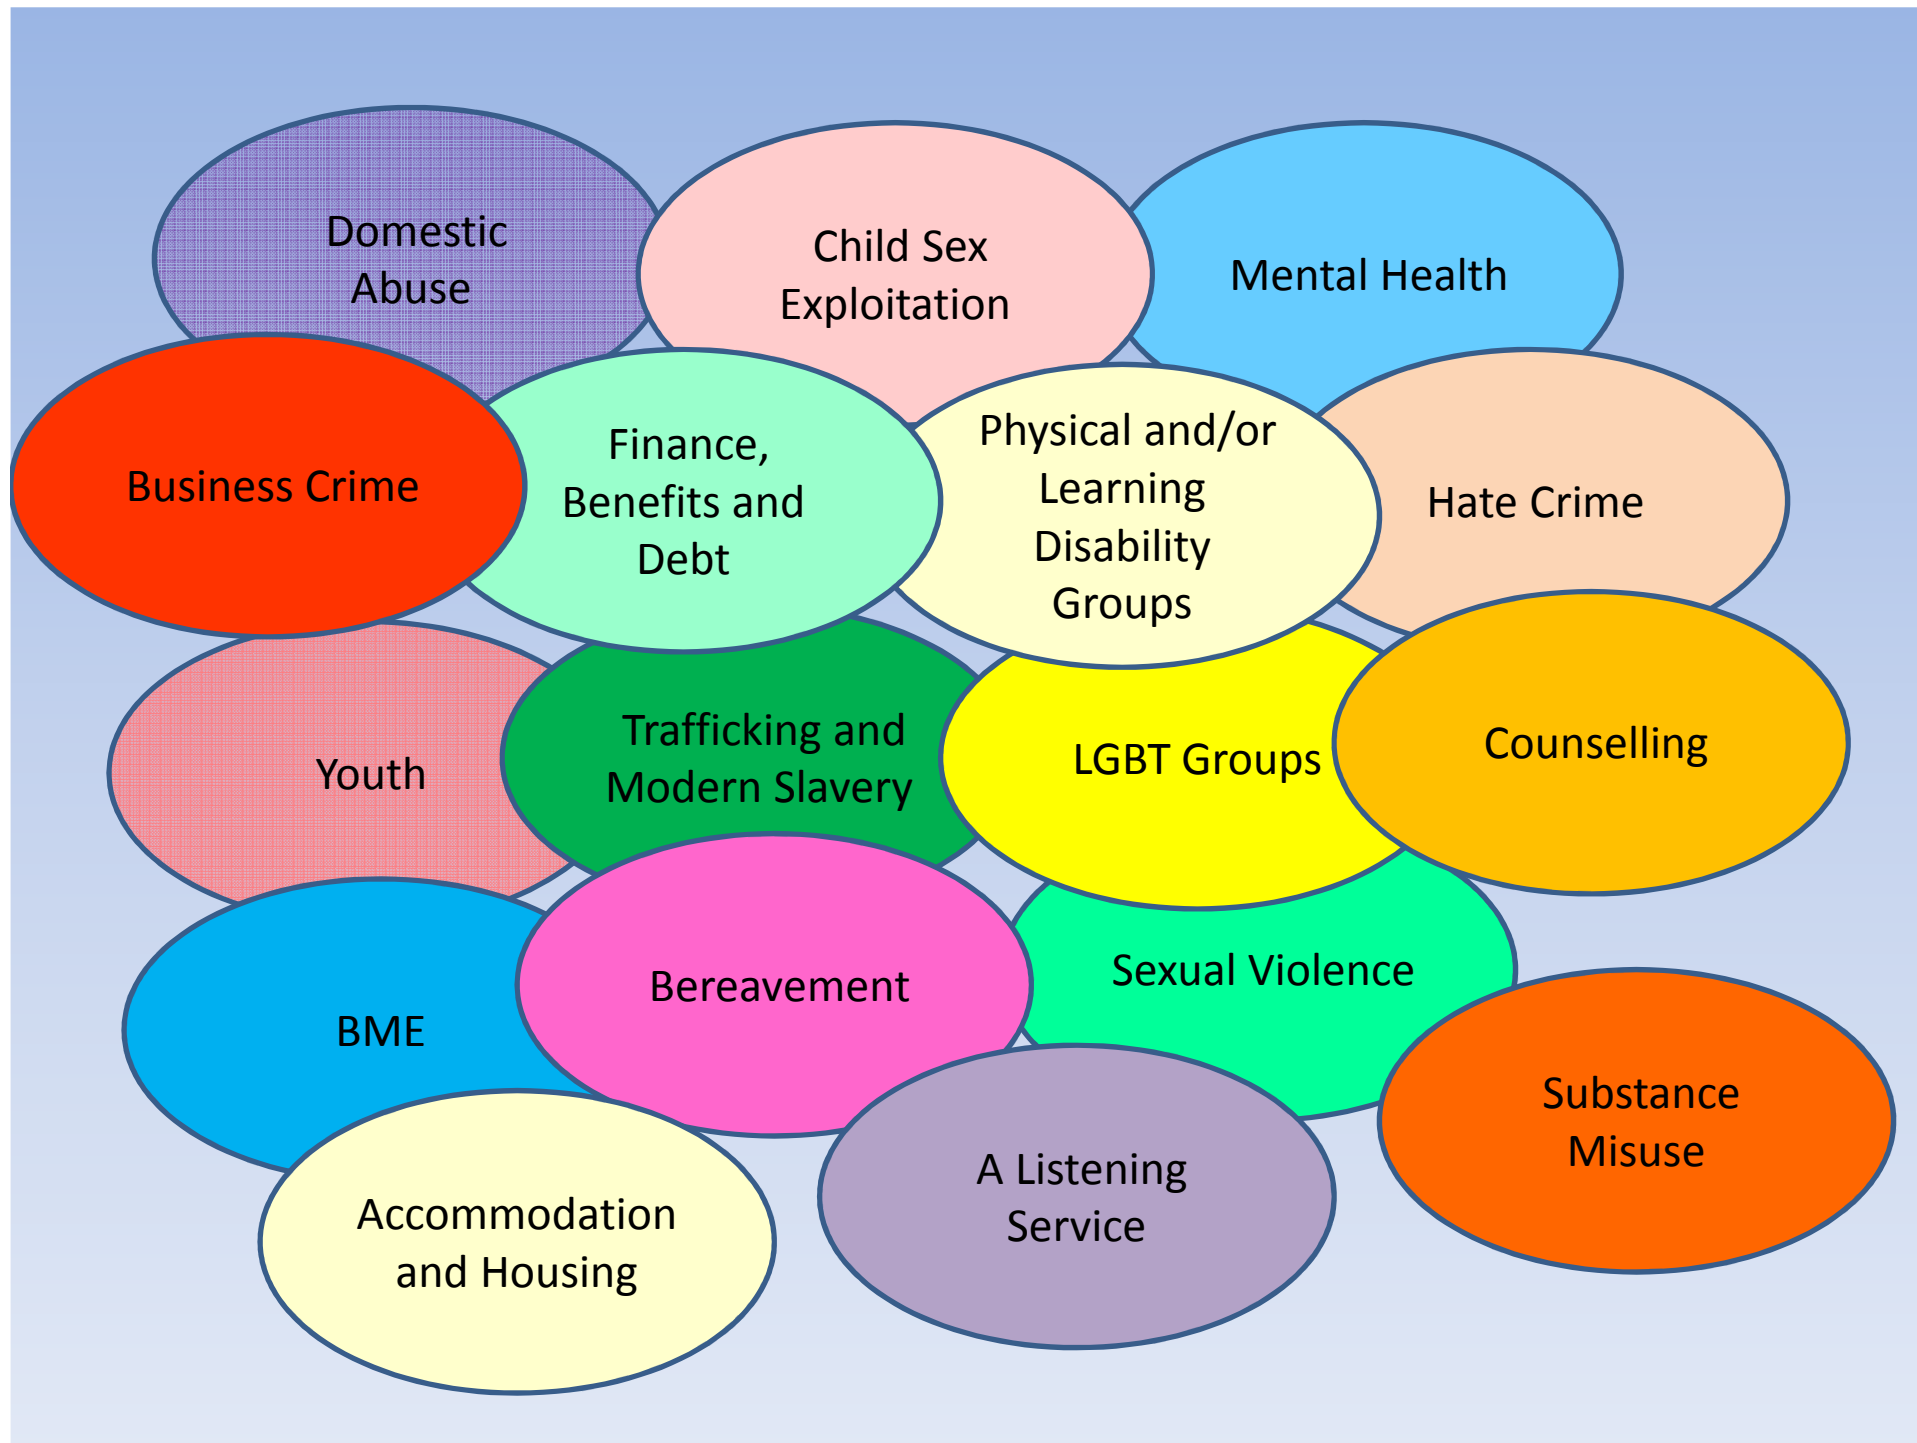 Domestic
Abuse
Child Sex
Exploitation
Mental Health
Business Crime
Finance,
Benefits and
Debt
Physical and/or
Learning
Disability
Groups
Hate Crime
Youth
Trafficking and
Modern Slavery
LGBT Groups
Counselling
BME
Bereavement
Sexual Violence
Substance
Misuse
Accommodation
and Housing
A Listening
Service